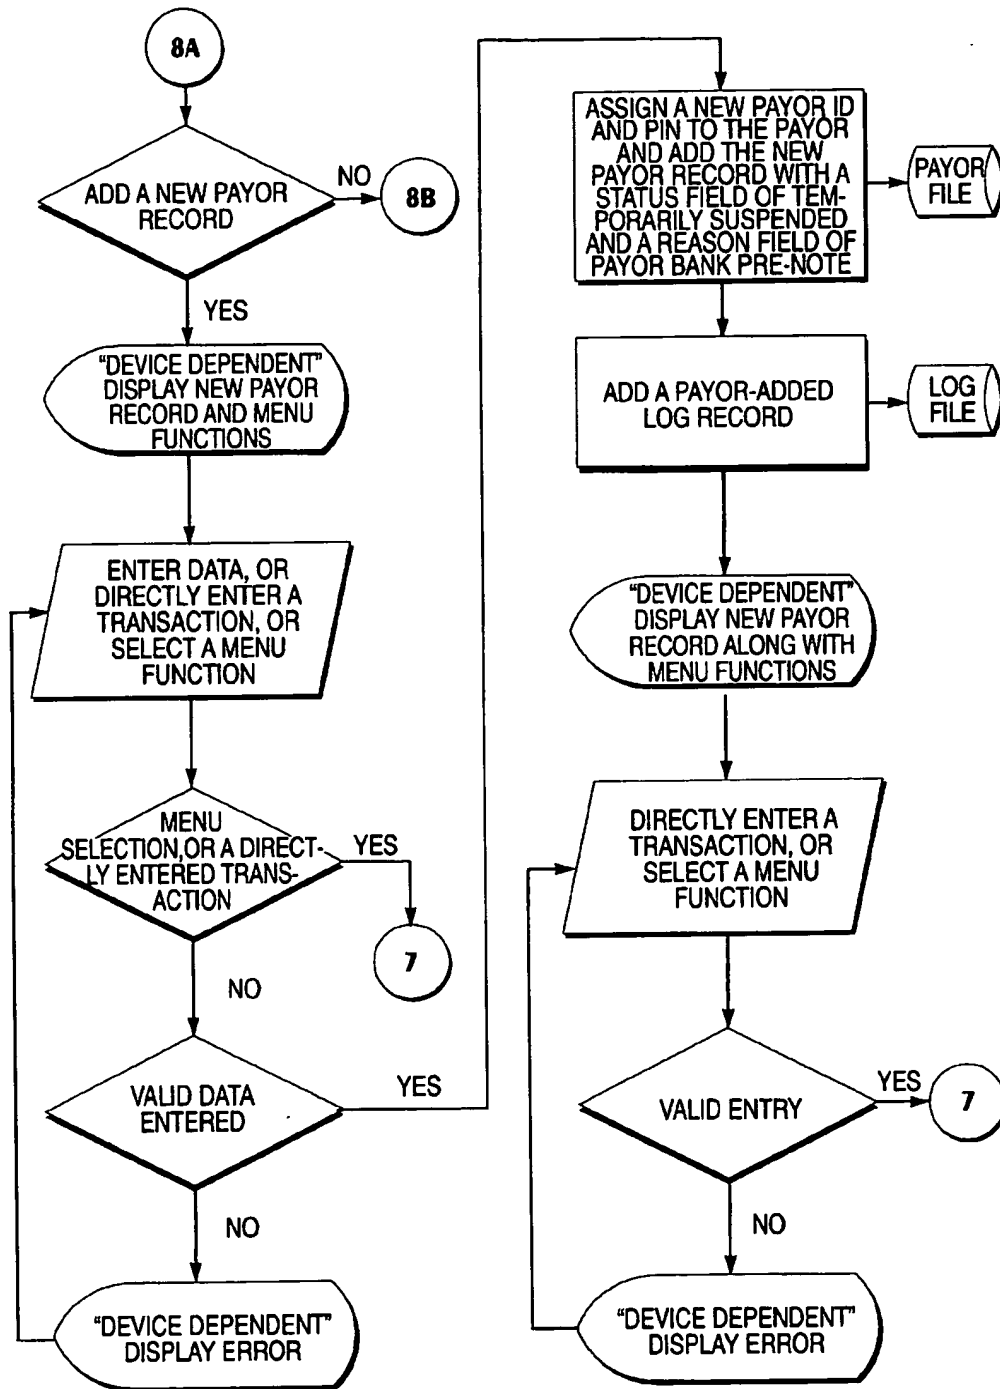 8A
ADD A NEW PAYOR
RECORD
NO
8B
YES
“DEVICE DEPENDENT”
DISPLAY NEW PAYOR
RECORD AND MENU
FUNCTIONS
ENTER DATA, OR
DIRECTLY ENTER A
TRANSACTION, OR
SELECT A MENU
FUNCTION
MENU
SELECTION,OR A DIRECT-
LY ENTERED TRANS-
ACTION
YES
7
NO
VALID DATA
ENTERED
YES
NO
“DEVICE DEPENDENT”
DISPLAY ERROR
ASSIGN A NEW PAYOR ID
AND PIN TO THE PAYOR
AND ADD THE NEW
PAYOR RECORD WITH A
STATUS FIELD OF TEM-
PORARILY SUSPENDED
AND A REASON FIELD OF
PAYOR BANK PRE-NOTE
PAYOR
FILE
ADD A PAYOR-ADDED
LOG RECORD
LOG
FILE
“DEVICE DEPENDENT”
DISPLAY NEW PAYOR
RECORD ALONG WITH
MENU FUNCTIONS
DIRECTLY ENTER A
TRANSACTION, OR
SELECT A MENU
FUNCTION
VALID ENTRY
YES
7
NO
“DEVICE DEPENDENT”
DISPLAY ERROR